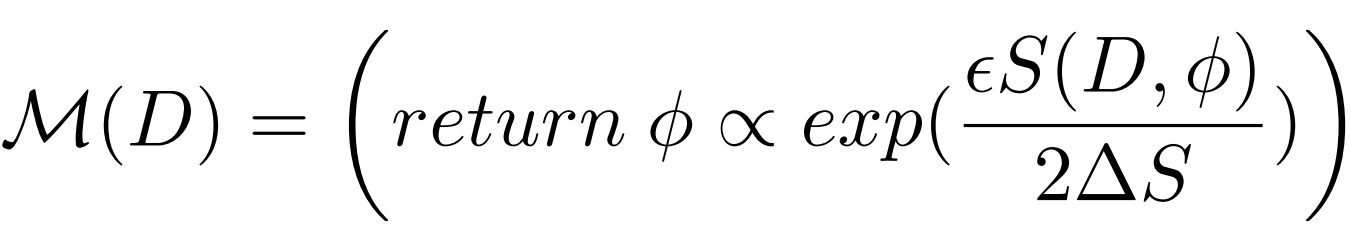 ℳ(D) = (return ϕ ∝ exp(ϵS(D, ϕ) / 2ΔS))